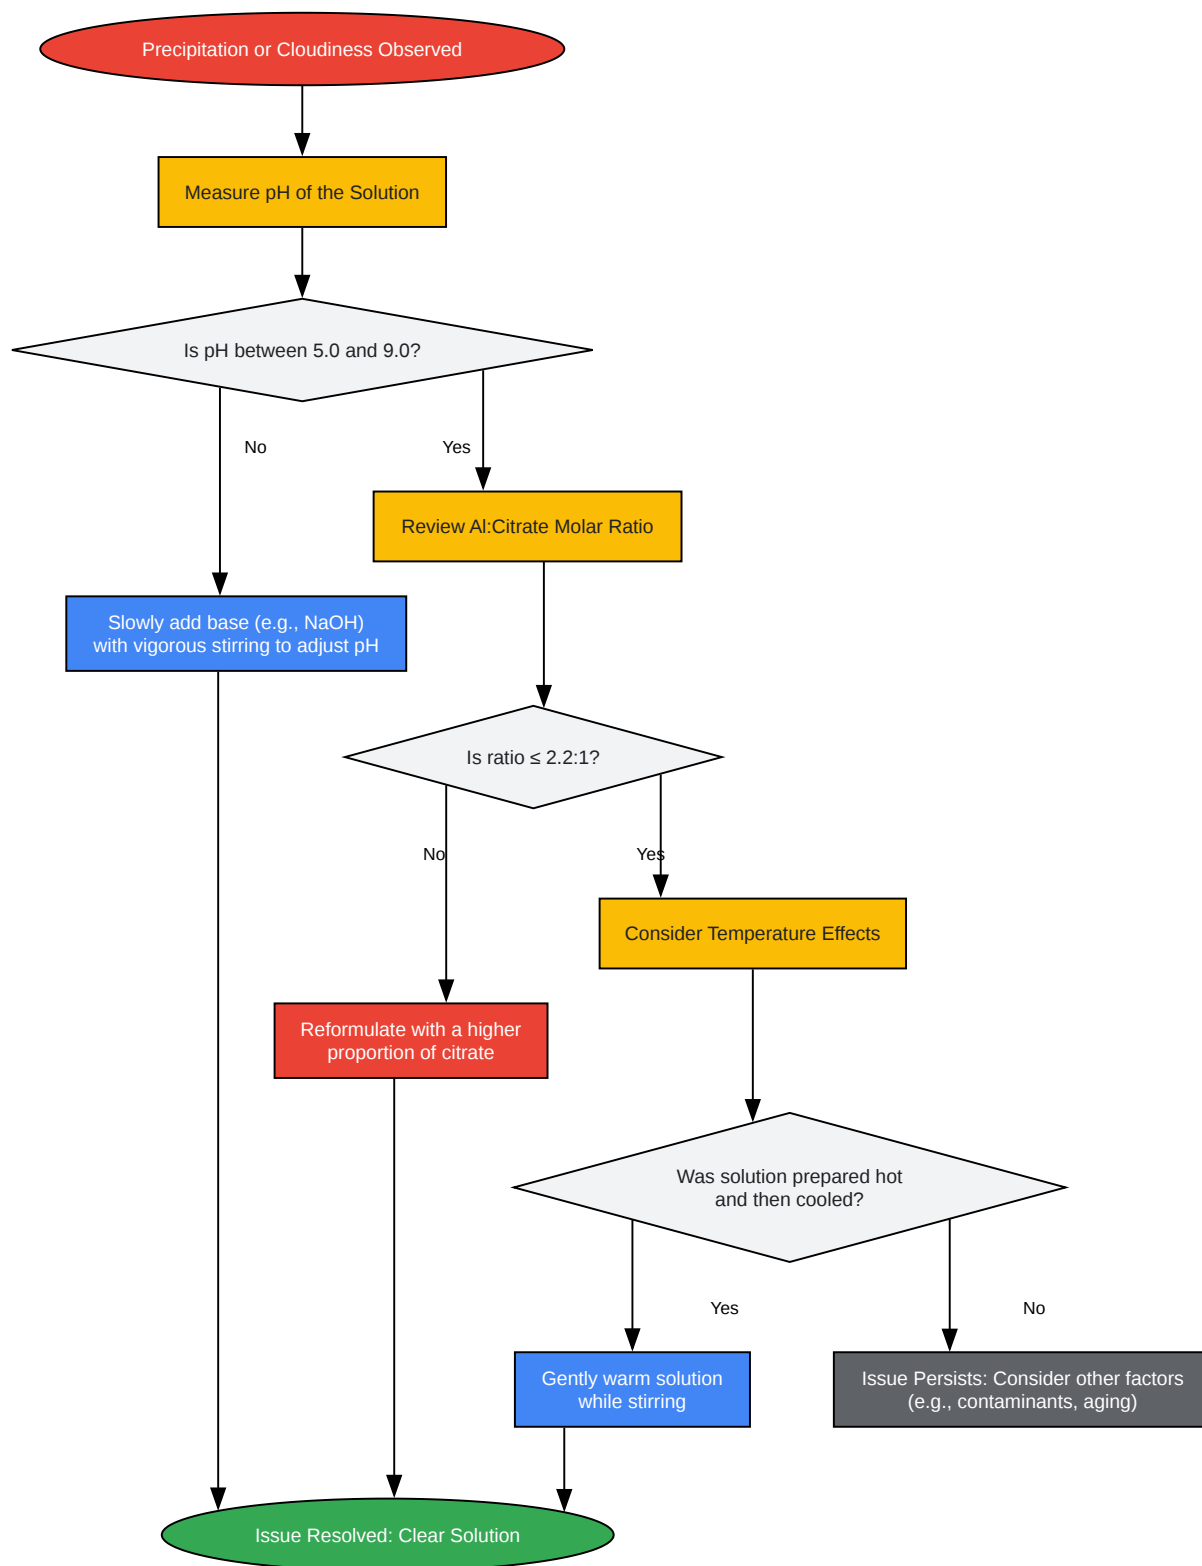 Precipitation or Cloudiness Observed
Measure pH of the Solution
Is pH between 5.0 and 9.0?
No
Yes
Review Al:Citrate Molar Ratio
Slowly add base (e.g., NaOH)
with vigorous stirring to adjust pH
Is ratio ≤ 2.2:1?
No
Yes
Consider Temperature Effects
Reformulate with a higher
proportion of citrate
Was solution prepared hot
and then cooled?
Yes
No
Gently warm solution
while stirring
Issue Persists: Consider other factors
(e.g., contaminants, aging)
Issue Resolved: Clear Solution